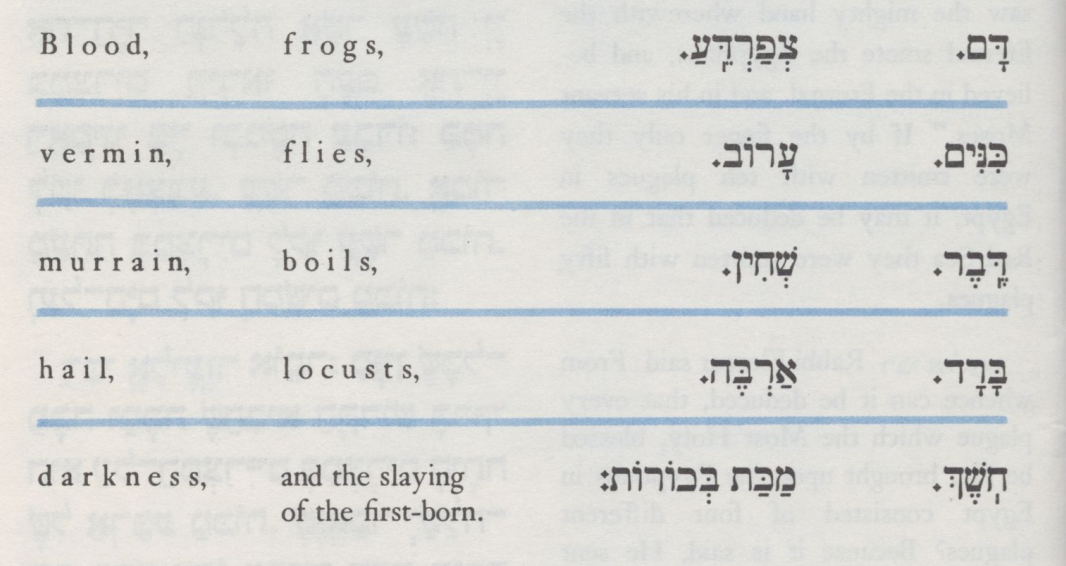 Blood, frogs, דָּם. צְפַרְדֵּעַ.
vermin, flies, כִּנִּים. עָרוֹב.
murrain, boils, דֶּבֶר. שְׁחִין.
hail, locusts, בָּרָד. אַרְבֶּה.
darkness, and the slaying חֹשֶׁךְ. מַכַּת בְּכוֹרוֹת:
of the first-born.